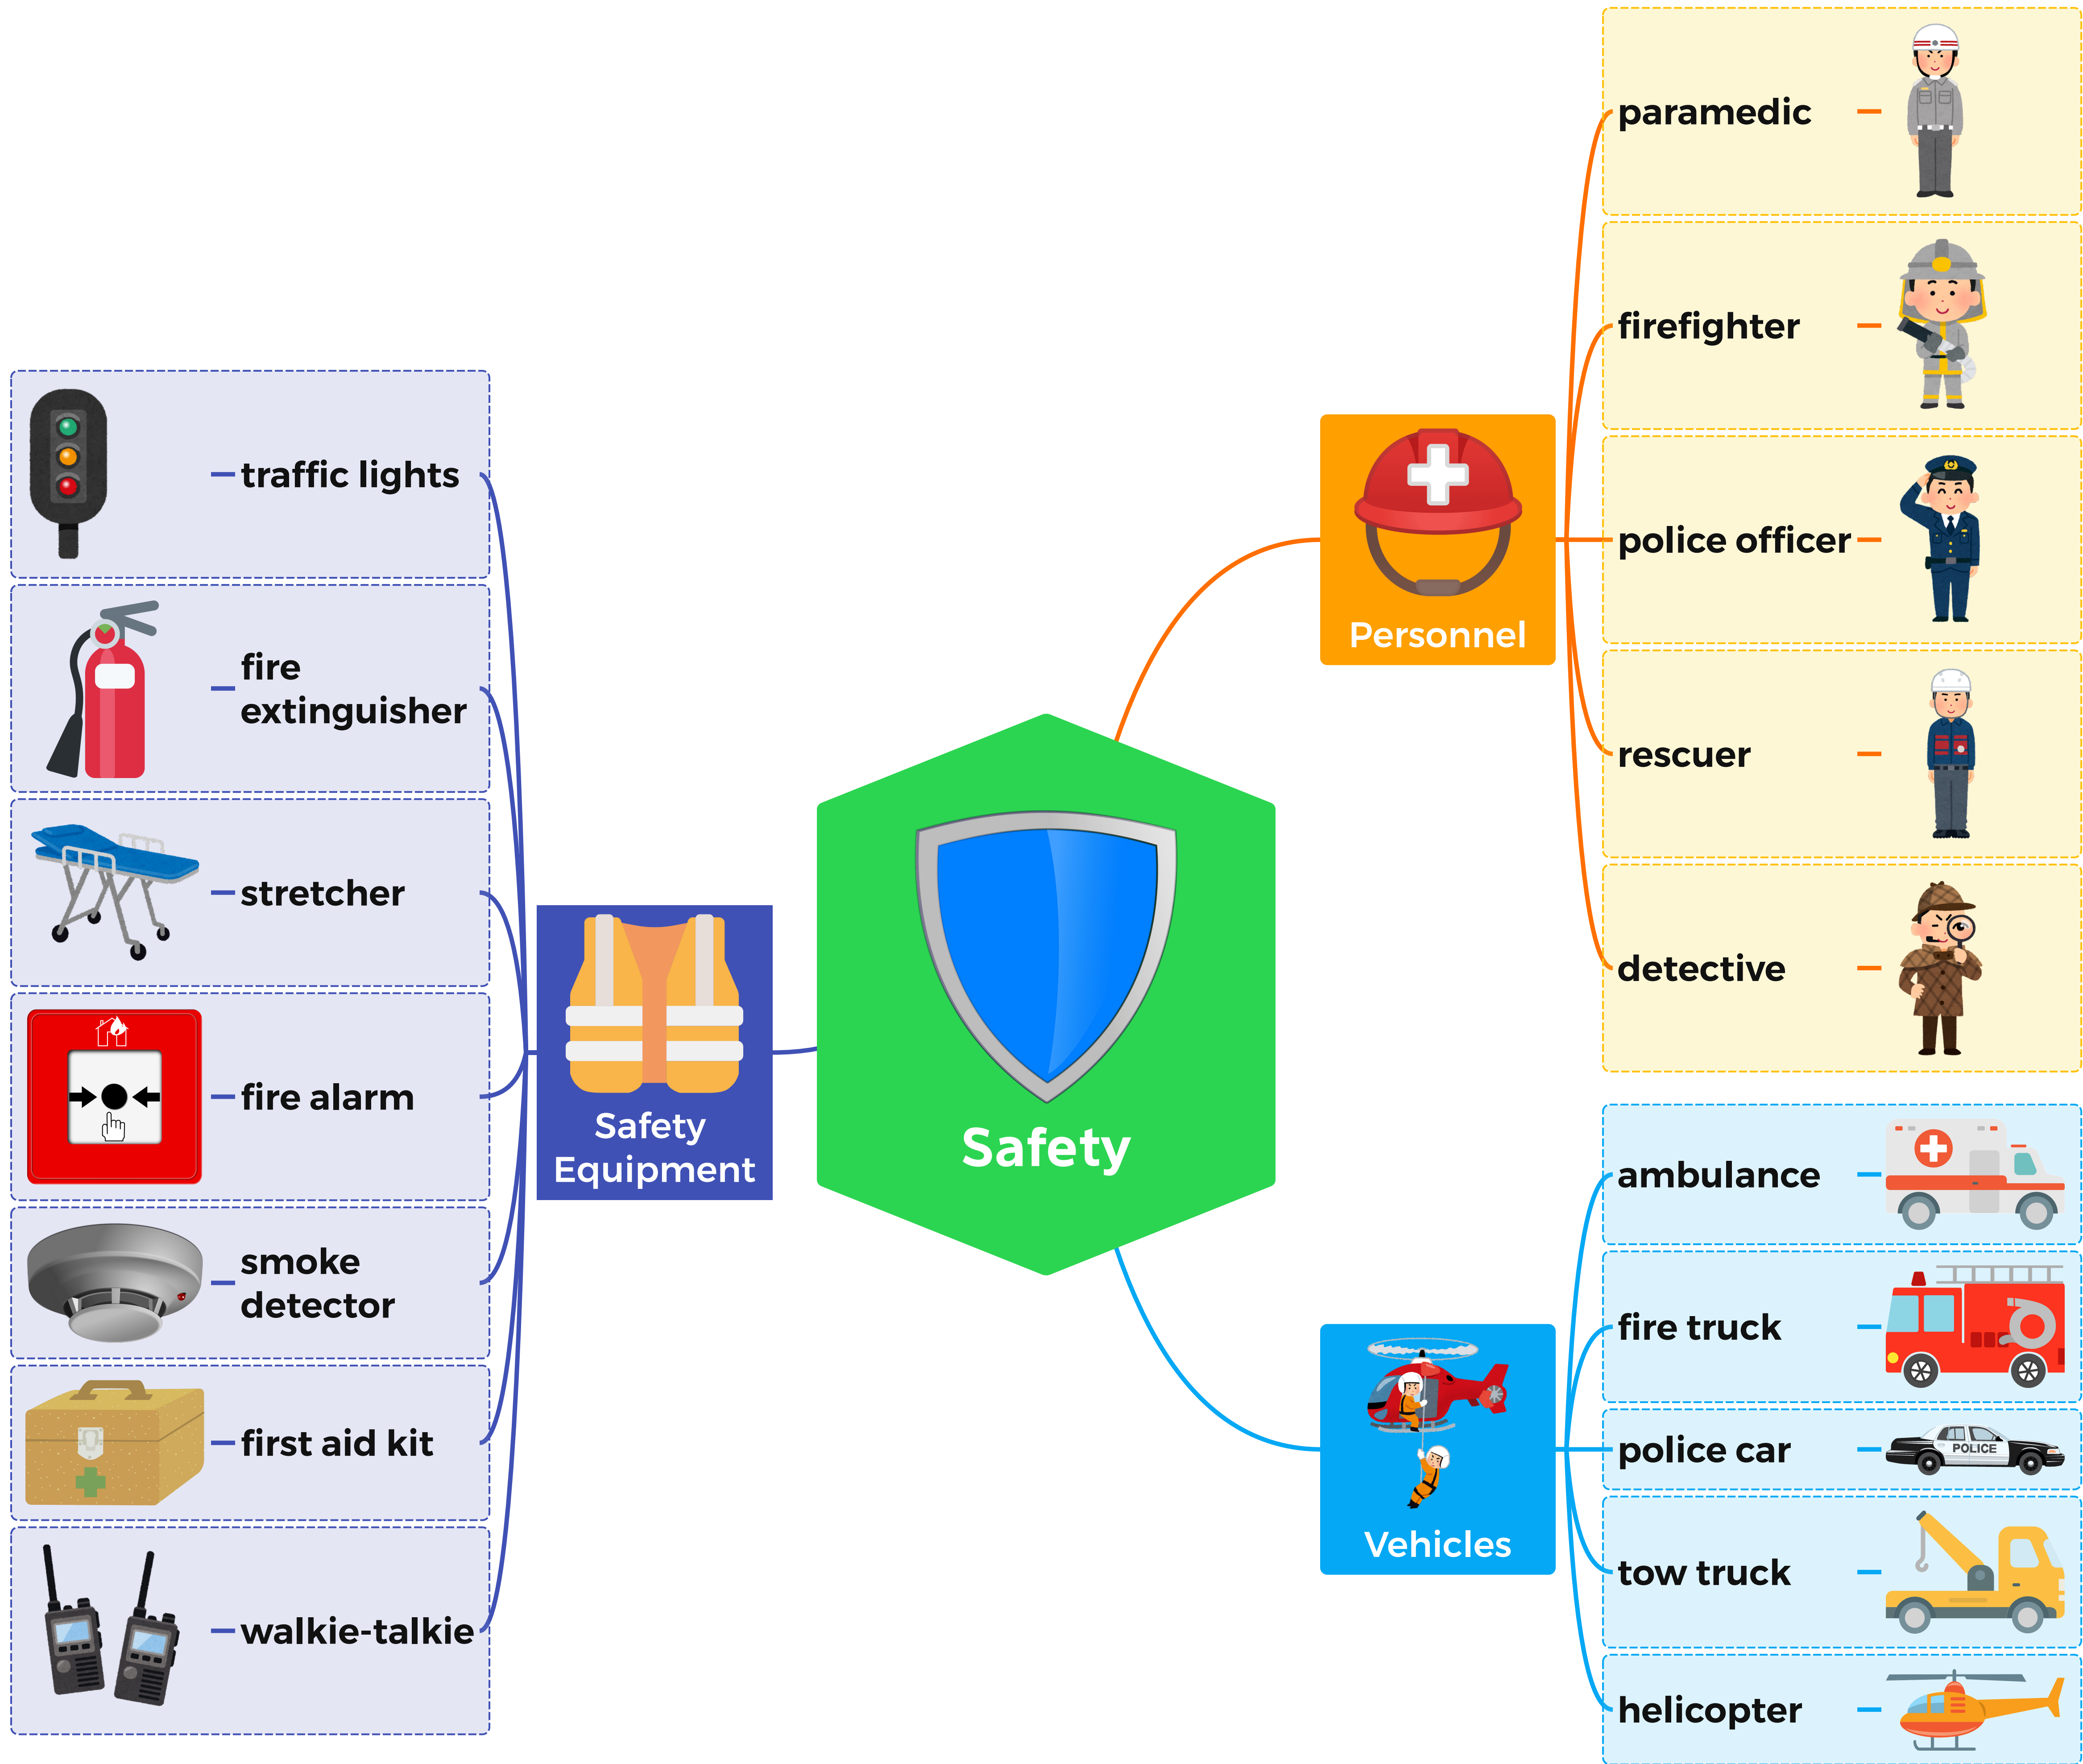 Safety
Personnel
paramedic
firefighter
police officer
rescuer
detective
Vehicles
ambulance
fire truck
police car
POLICE
tow truck
helicopter
Safety
Equipment
traffic lights
fire
extinguisher
stretcher
fire alarm
smoke
detector
first aid kit
walkie-talkie